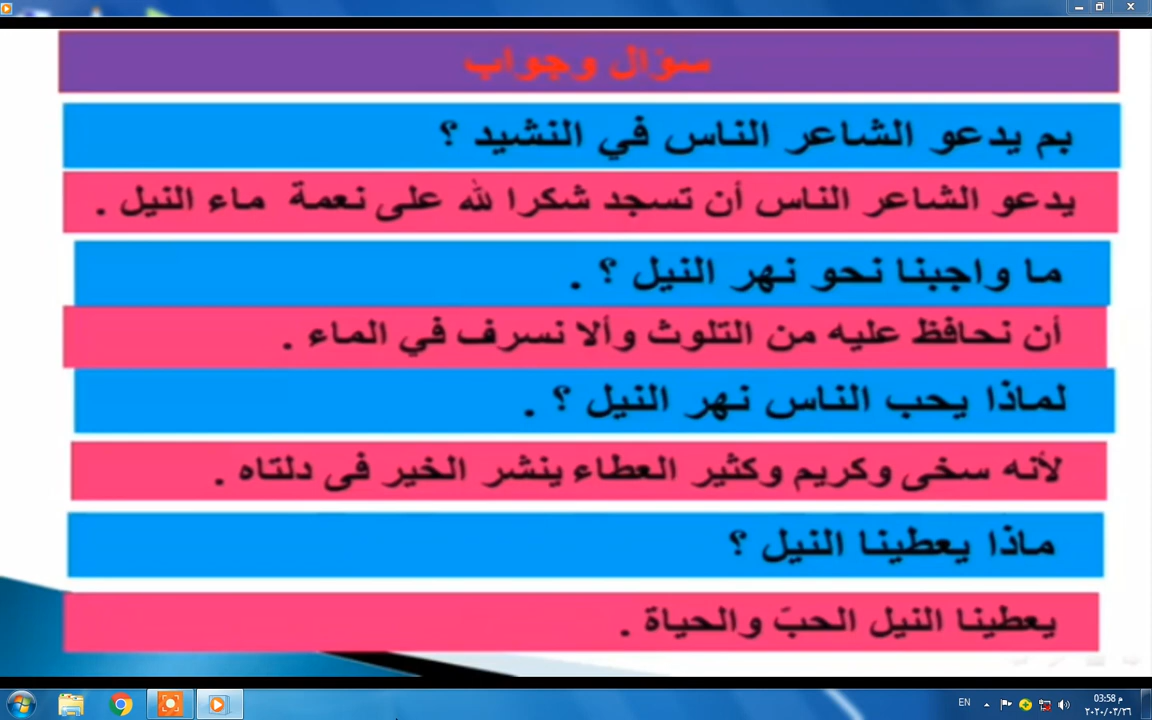 سؤال وجواب
بم يدعو الشاعر الناس في النشيد ؟
يدعو الشاعر الناس أن تسجد شكرا لله على نعمة ماء النيل .
ما واجبنا نحو نهر النيل ؟ .
أن نحافظ عليه من التلوث وألا نسرف في الماء .
لماذا يحب الناس نهر النيل ؟ .
لأنه سخى وكريم وكثير العطاء ينشر الخير فى دلتاه .
ماذا يعطينا النيل ؟
يعطينا النيل الحبَ والحياة .
EN
03:58 م
٢٠٢٠/٠٣/٢٦